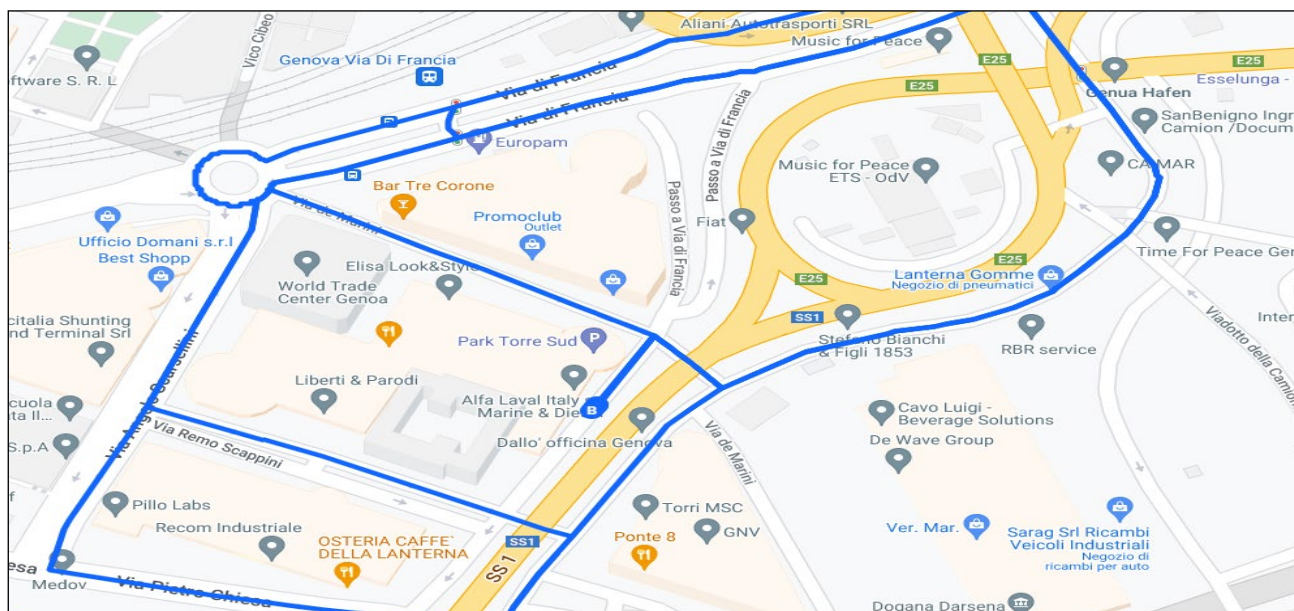 Aliani Autotrasporti SRL
Music for Peace
Vico Cibeo
Genova Via Di Francia
Via di Francia
Via di Francia
E25
E25
E25
Esselunga -
Genua Hafen
SanBenigno Ingr
Camion /Docum
CA.MAR
Europam
Bar Tre Corone
Via de Marini
Promoclub
Outlet
Passo a Via di Francia
Passo a Via di Francia
Music for Peace
ETS - OdV
Fiat
E25
E25
Time For Peace Gen
Ufficio Domani s.r.l
Best Shopp
Elisa Look&Style
World Trade
Center Genoa
Lanterna Gomme
Negozio di pneumatici
SS1
Stefano Bianchi
& Figli 1853
RBR service
citalia Shunting
nd Terminal Srl
Park Torre Sud
P
Liberti & Parodi
Alfa Laval Italy
Marine & Die
B
Dallo' officina Genova
Via de Marini
Cavo Luigi -
Beverage Solutions
De Wave Group
S.p.A
Via Remo Scappini
Pillo Labs
Recom Industriale
OSTERIA CAFFE`
DELLA LANTERNA
SS1
SS 1
Torri MSC
GNV
Ponte 8
Ver. Mar.
Sarag Srl Ricambi
Veicoli Industriali
Negozio di
ricambi per auto
Medov
Via Pietro Chiesa
Dogana Darsena